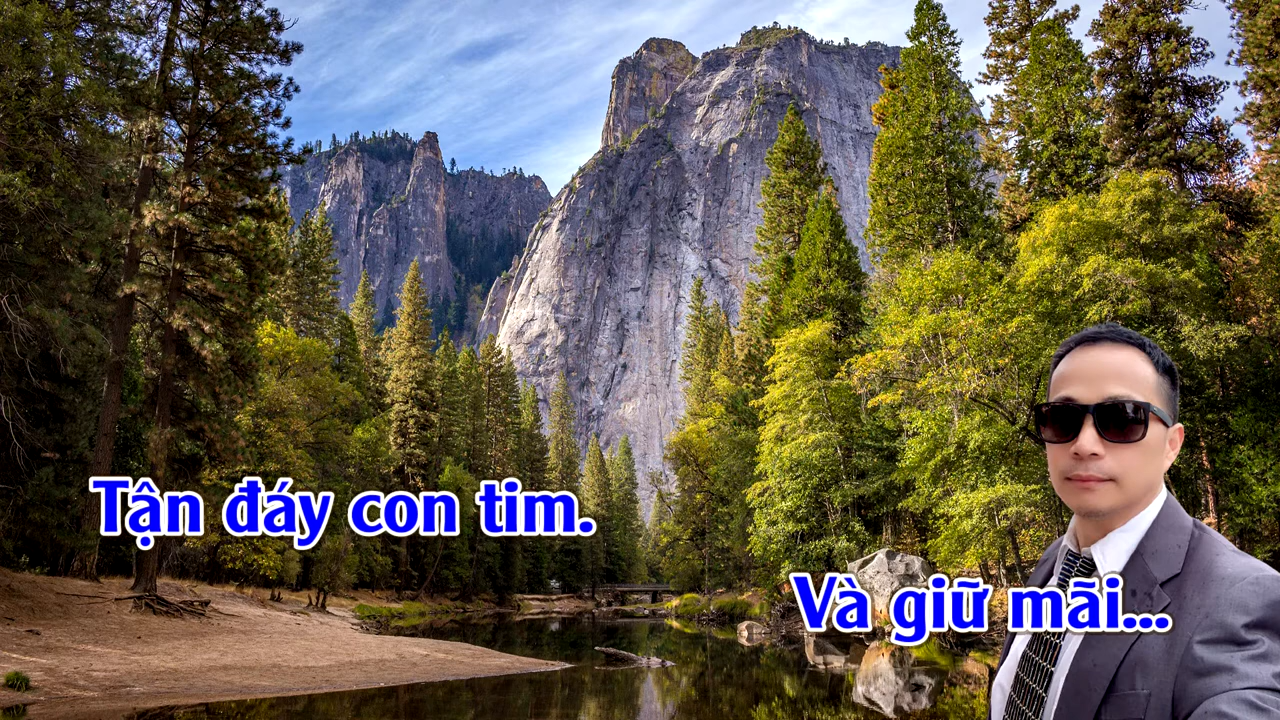 Tận đáy con tim.
Và giữ mãi...